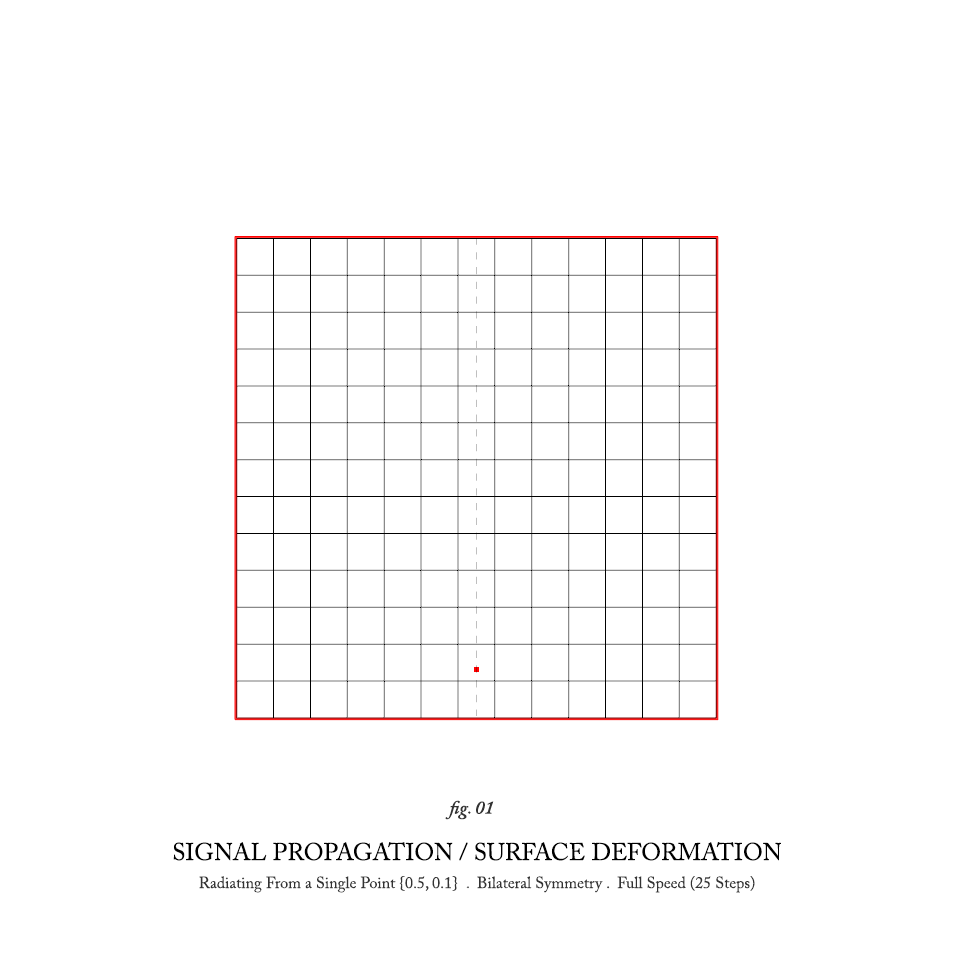 fig. 01
SIGNAL PROPAGATION / SURFACE DEFORMATION
Radiating From a Single Point {0.5, 0.1} . Bilateral Symmetry . Full Speed (25 Steps)